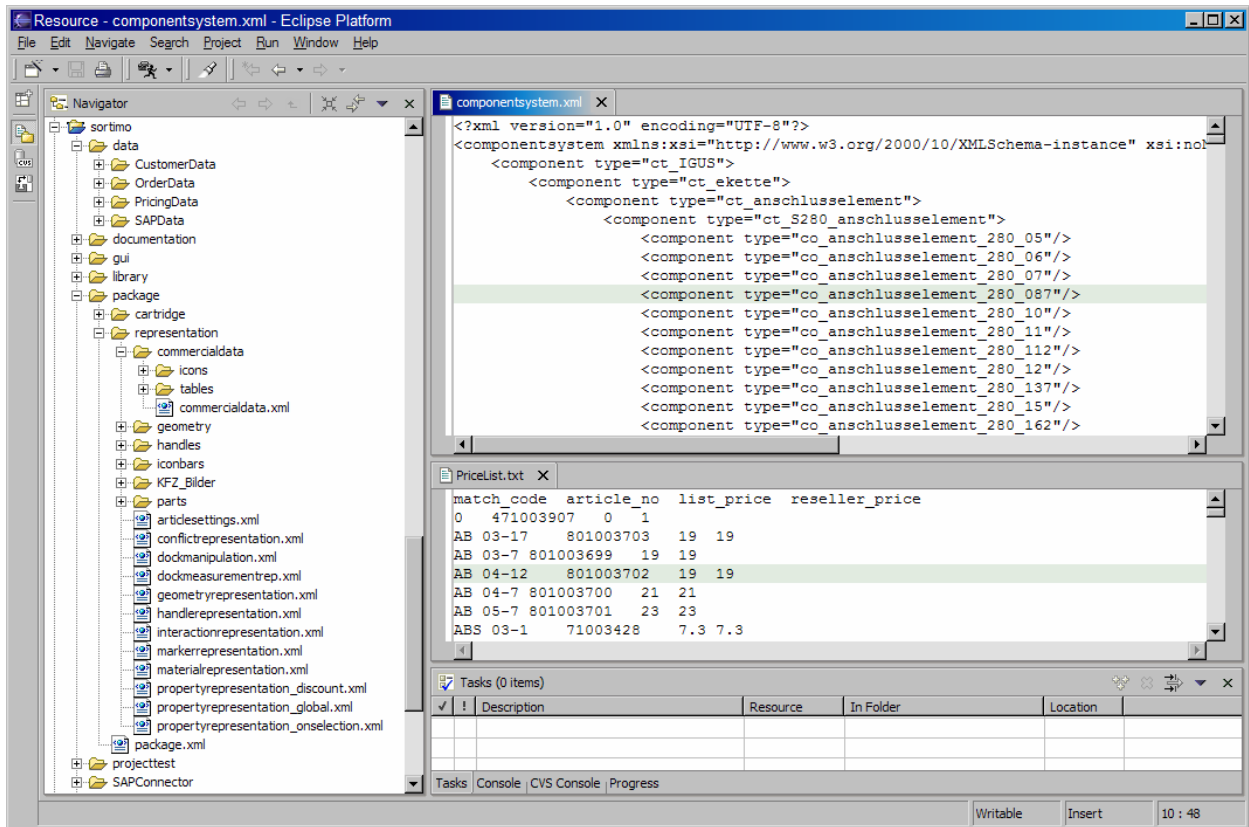 Resource - componentsystem.xml - Eclipse Platform
File Edit Navigate Search Project Run Window Help
Navigator
sortimo
data
CustomerData
OrderData
PricingData
SAPData
documentation
gui
library
package
cartridge
representation
commercialdata
icons
tables
commercialdata.xml
geometry
handles
iconbars
KFZ_Bilder
parts
articlesettings.xml
conflictrepresentation.xml
dockmanipulation.xml
dockmeasurementrep.xml
geometryrepresentation.xml
handlerepresentation.xml
interactionrepresentation.xml
markerrepresentation.xml
materialrepresentation.xml
propertyrepresentation_discount.xml
propertyrepresentation_global.xml
propertyrepresentation_onselection.xml
package.xml
projecttest
SAPConnector
componentsystem.xml
<?xml version="1.0" encoding="UTF-8"?>
<componentsystem xmlns:xsi="http://www.w3.org/2000/10/XMLSchema-instance" xsi:noN
<component type="ct_IGUS">
<component type="ct_ekette">
<component type="ct_anschlusselement">
<component type="ct_S280_anschlusselement">
<component type="co_anschlusselement_280_05"/>
<component type="co_anschlusselement_280_06"/>
<component type="co_anschlusselement_280_07"/>
<component type="co_anschlusselement_280_087"/>
<component type="co_anschlusselement_280_10"/>
<component type="co_anschlusselement_280_11"/>
<component type="co_anschlusselement_280_112"/>
<component type="co_anschlusselement_280_12"/>
<component type="co_anschlusselement_280_137"/>
<component type="co_anschlusselement_280_15"/>
<component type="co_anschlusselement_280_162"/>
PriceList.txt
match_code article_no list_price reseller_price
0 471003907 0 1
AB 03-17 801003703 19 19
AB 03-7 801003699 19 19
AB 04-12 801003702 19 19
AB 04-7 801003700 21 21
AB 05-7 801003701 23 23
ABS 03-1 71003428 7.3 7.3
Tasks (0 items)
✓ ! Description Resource In Folder Location
Tasks Console CVS Console Progress
Writable Insert 10 : 48